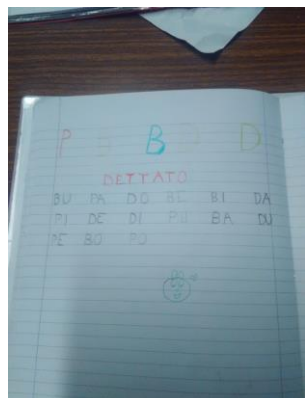 P B D
DETTATO
BU PA DO BE BI DA
PI DE DI PU BA DU
PE BO PO